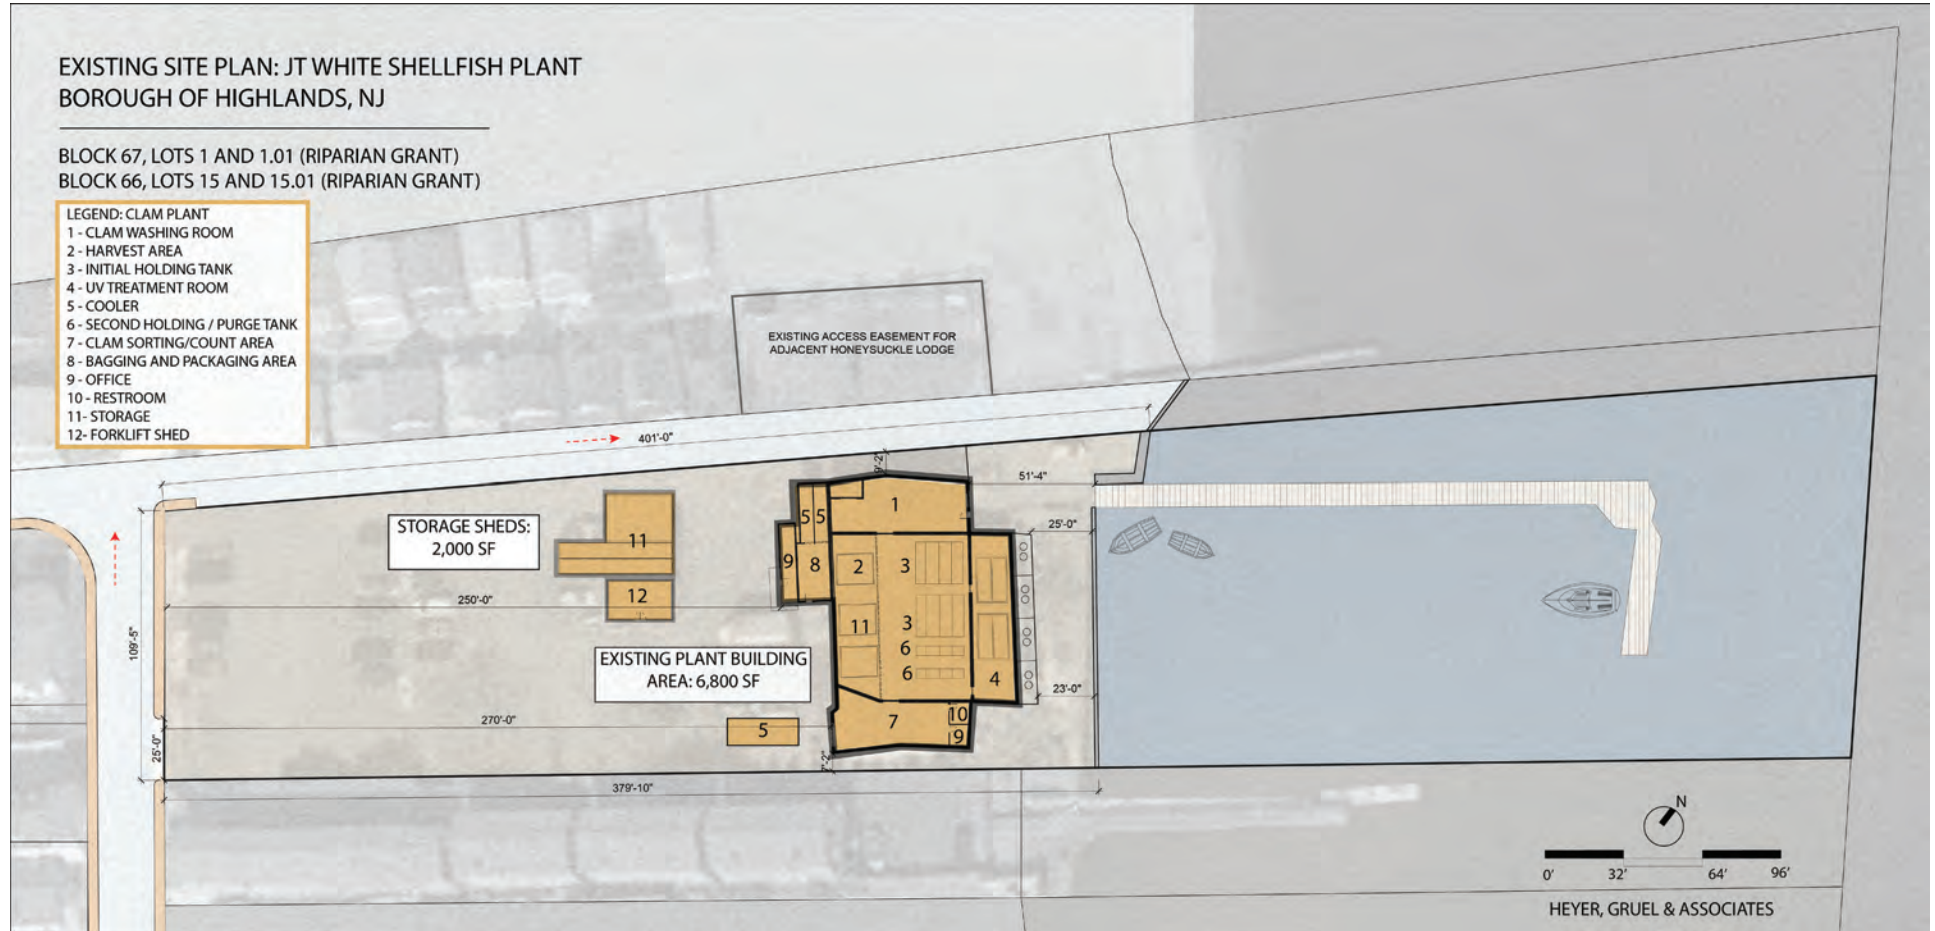 EXISTING SITE PLAN: JT WHITE SHELLFISH PLANT
BOROUGH OF HIGHLANDS, NJ
BLOCK 67, LOTS 1 AND 1.01 (RIPARIAN GRANT)
BLOCK 66, LOTS 15 AND 15.01 (RIPARIAN GRANT)
LEGEND: CLAM PLANT
1 - CLAM WASHING ROOM
2 - HARVEST AREA
3 - INITIAL HOLDING TANK
4 - UV TREATMENT ROOM
5 - COOLER
6 - SECOND HOLDING / PURGE TANK
7 - CLAM SORTING/COUNT AREA
8 - BAGGING AND PACKAGING AREA
9 - OFFICE
10 - RESTROOM
11- STORAGE
12- FORKLIFT SHED
EXISTING ACCESS EASEMENT FOR
ADJACENT HONEYSUCKLE LODGE
401'-0"
9'-2"
51'-4"
STORAGE SHEDS:
2,000 SF
11
5 5
1
25'-0"
9
8
2
3
12
250'-0"
109'-5"
11
3
6
6
4
EXISTING PLANT BUILDING
AREA: 6,800 SF
23'-0"
270'-0"
5
7
10
9
25'-0"
7'-2"
379'-10"
N
0'
32'
64'
96'
HEYER, GRUEL & ASSOCIATES